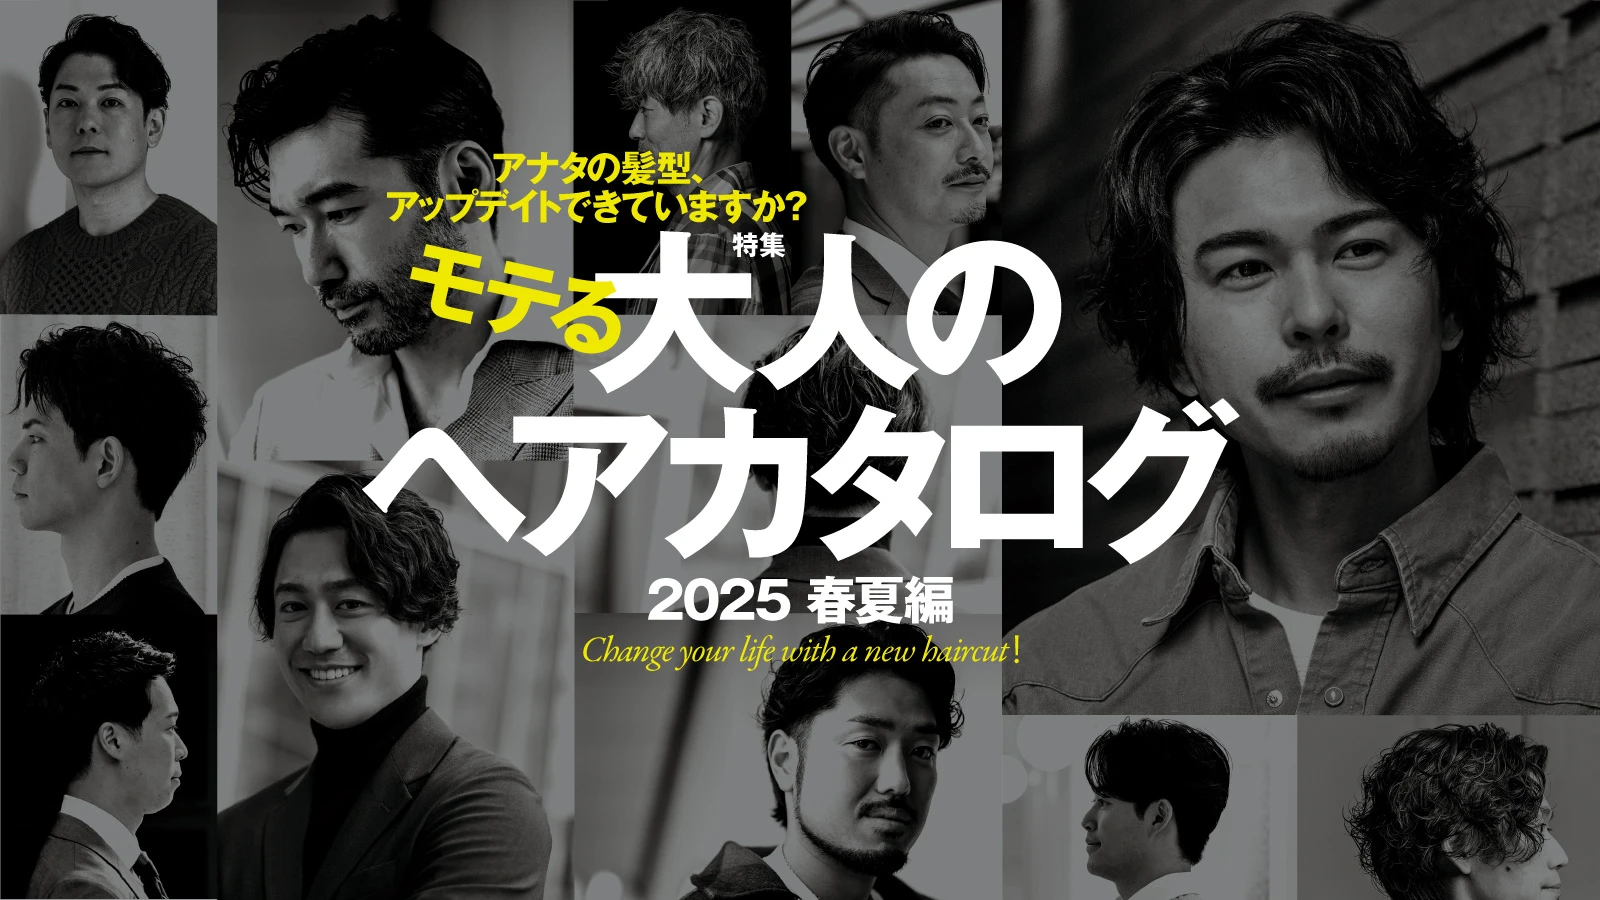 アナタの髪型、
アップデイトできていますか?
特集
モテる大人の
ヘアカタログ
2025 春夏編
Change your life with a new haircut!